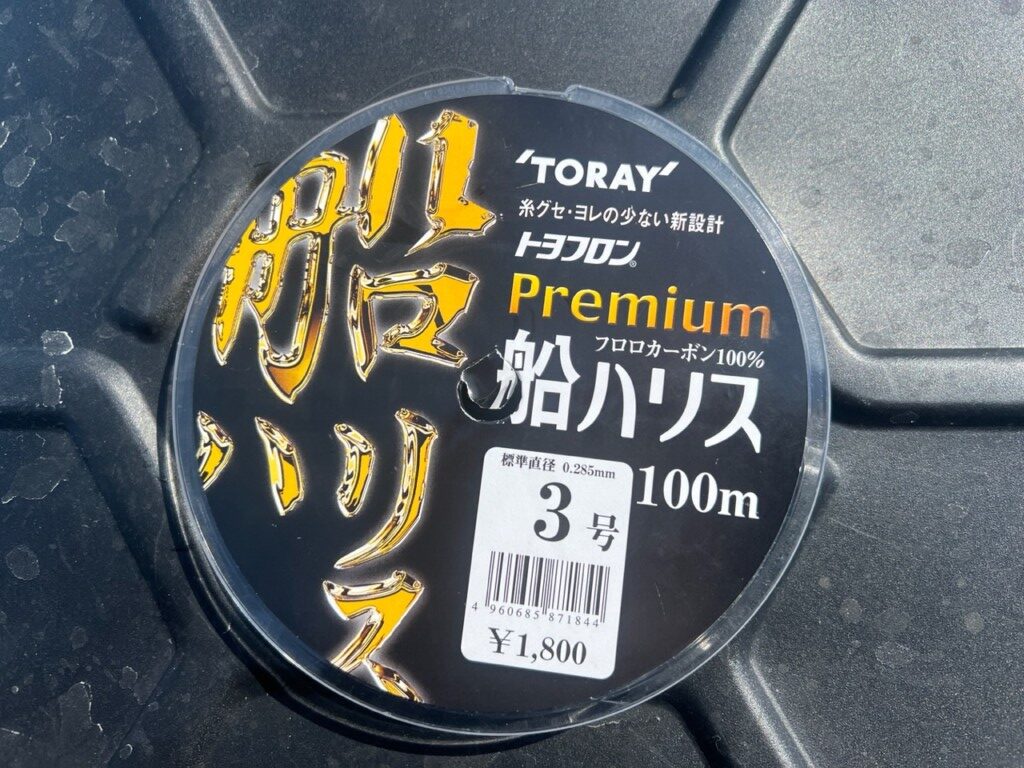 船ハリス
'TORAY'
糸グセ・ヨレの少ない新設計
トヨフロン®
Premium
フロロカーボン100%
船ハリス
100m
標準直径 0.285mm
3号
4 960685 871844
¥1,800